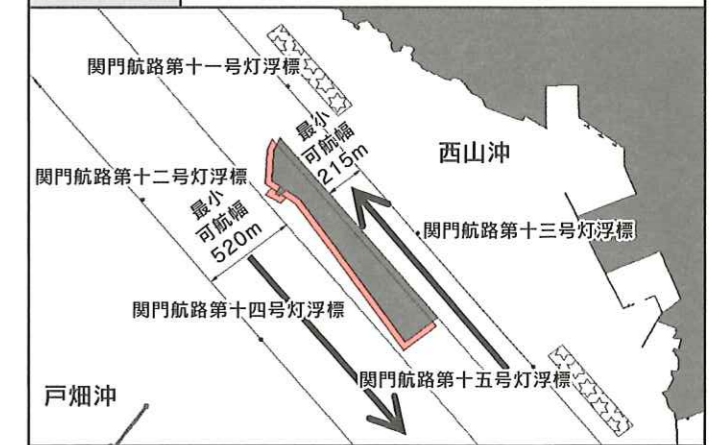 関門航路第十一号灯浮標
最小
可航幅
215m
西山沖
関門航路第十二号灯浮標
最小
可航幅
520m
関門航路第十三号灯浮標
関門航路第十四号灯浮標
関門航路第十五号灯浮標
戸畑沖